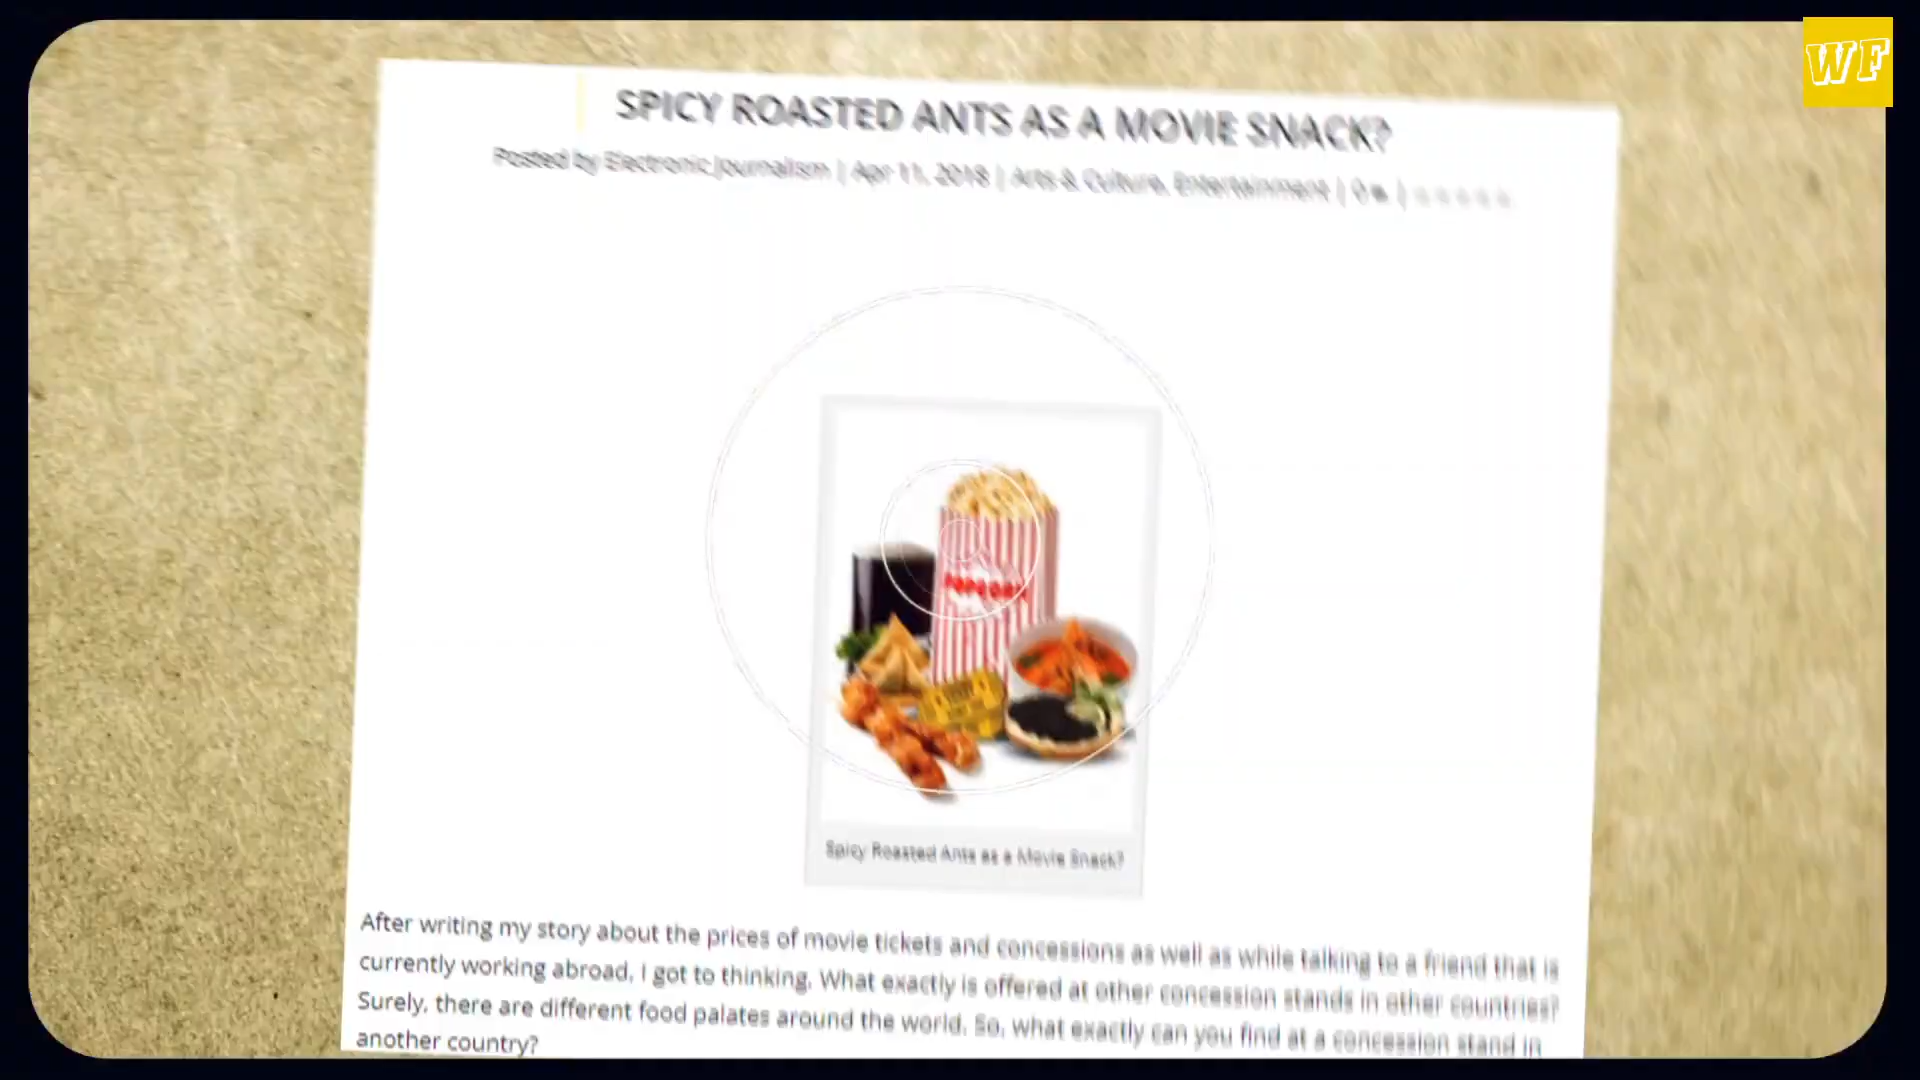 WF
SPICY ROASTED ANTS AS A MOVIE SNACK?
Posted by Electronic Journalism | Apr 11, 2018 | Arts & Culture, Entertainment | 0 |
POPCORN
Spicy Roasted Ants as a Movie Snack?
After writing my story about the prices of movie tickets and concessions as well as while talking to a friend that is
currently working abroad, I got to thinking. What exactly is offered at other concession stands in other countries?
Surely, there are different food palates around the world. So, what exactly can you find at a concession stand in
another country?